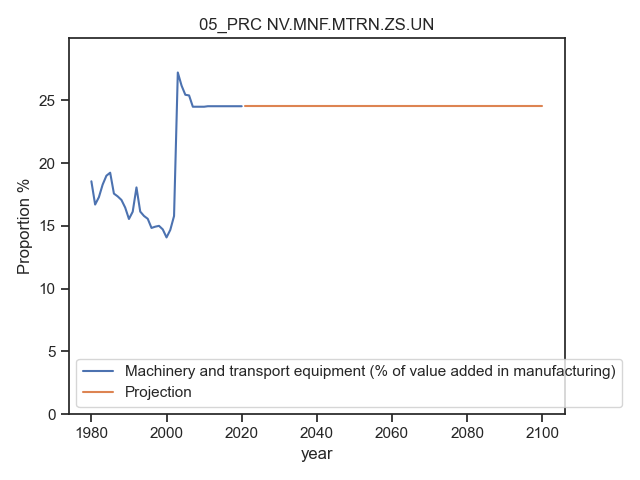 05_PRC NV.MNF.MTRN.ZS.UN
Proportion %
25
20
15
10
5
0
Machinery and transport equipment (% of value added in manufacturing)
Projection
1980 2000 2020 2040 2060 2080 2100
year